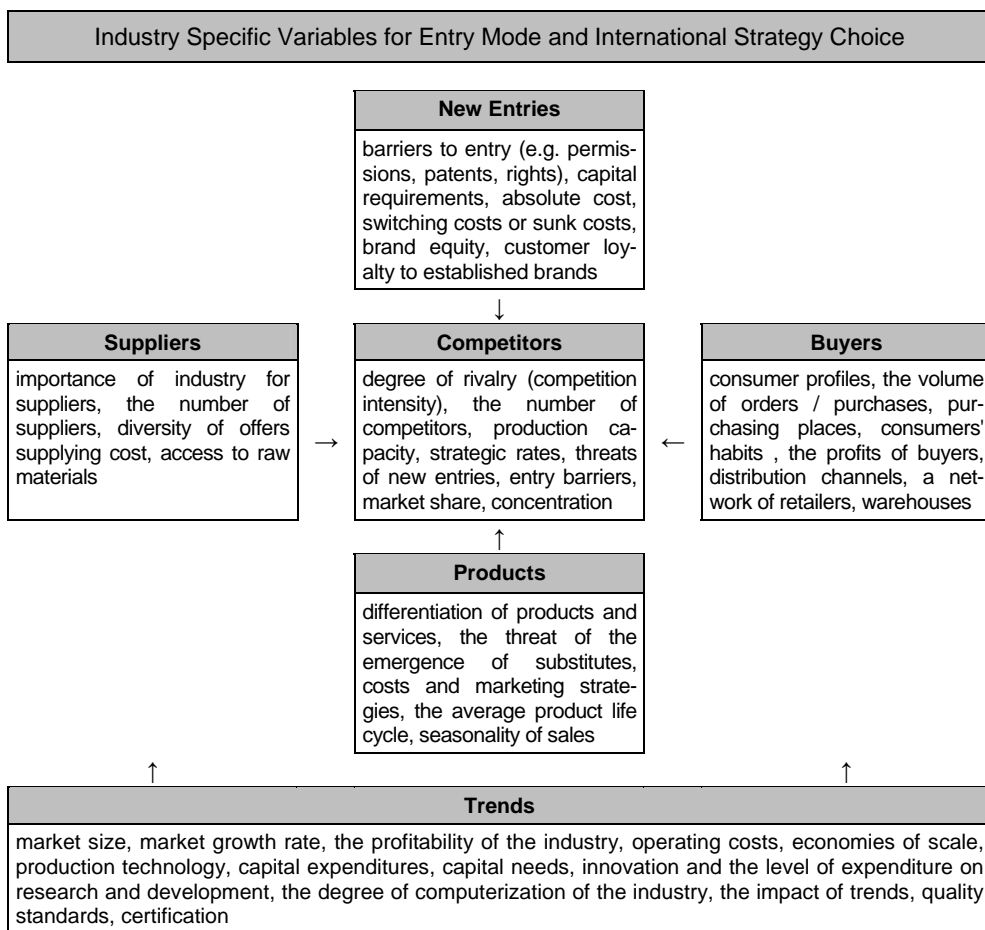 Industry Specific Variables for Entry Mode and International Strategy Choice
New Entries
barriers to entry (e.g. permis-
sions, patents, rights), capital
requirements, absolute cost,
switching costs or sunk costs,
brand equity, customer loy-
alty to established brands
↓
Suppliers
importance of industry for
suppliers, the number of
suppliers, diversity of offers
supplying cost, access to raw
materials
→
Competitors
degree of rivalry (competition
intensity), the number of
competitors, production ca-
pacity, strategic rates, threats
of new entries, entry barriers,
market share, concentration
←
Buyers
consumer profiles, the volume
of orders / purchases, pur-
chasing places, consumers'
habits , the profits of buyers,
distribution channels, a net-
work of retailers, warehouses
↑
Products
differentiation of products and
services, the threat of the
emergence of substitutes,
costs and marketing strate-
gies, the average product life
cycle, seasonality of sales
↑ ↑
Trends
market size, market growth rate, the profitability of the industry, operating costs, economies of scale,
production technology, capital expenditures, capital needs, innovation and the level of expenditure on
research and development, the degree of computerization of the industry, the impact of trends, quality
standards, certification